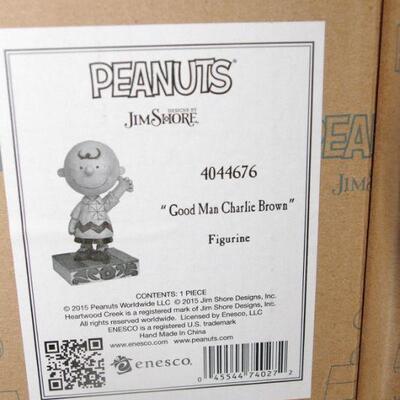 PEANUTS®
DESIGNS BY
JIM SHORE
4044676
"Good Man Charlie Brown"
Figurine
CONTENTS: 1 PIECE
© 2015 Peanuts Worldwide LLC © 2015 Jim Shore Designs, Inc.
Heartwood Creek is a registered mark of Jim Shore Designs, Inc.
All rights reserved worldwide. Licensed by Enesco, LLC
ENESCO is a registered U.S. trademark
Hand Made In China
www.enesco.com www.peanuts.com
enesco.
0 45544 74027 2
PEA
JIM